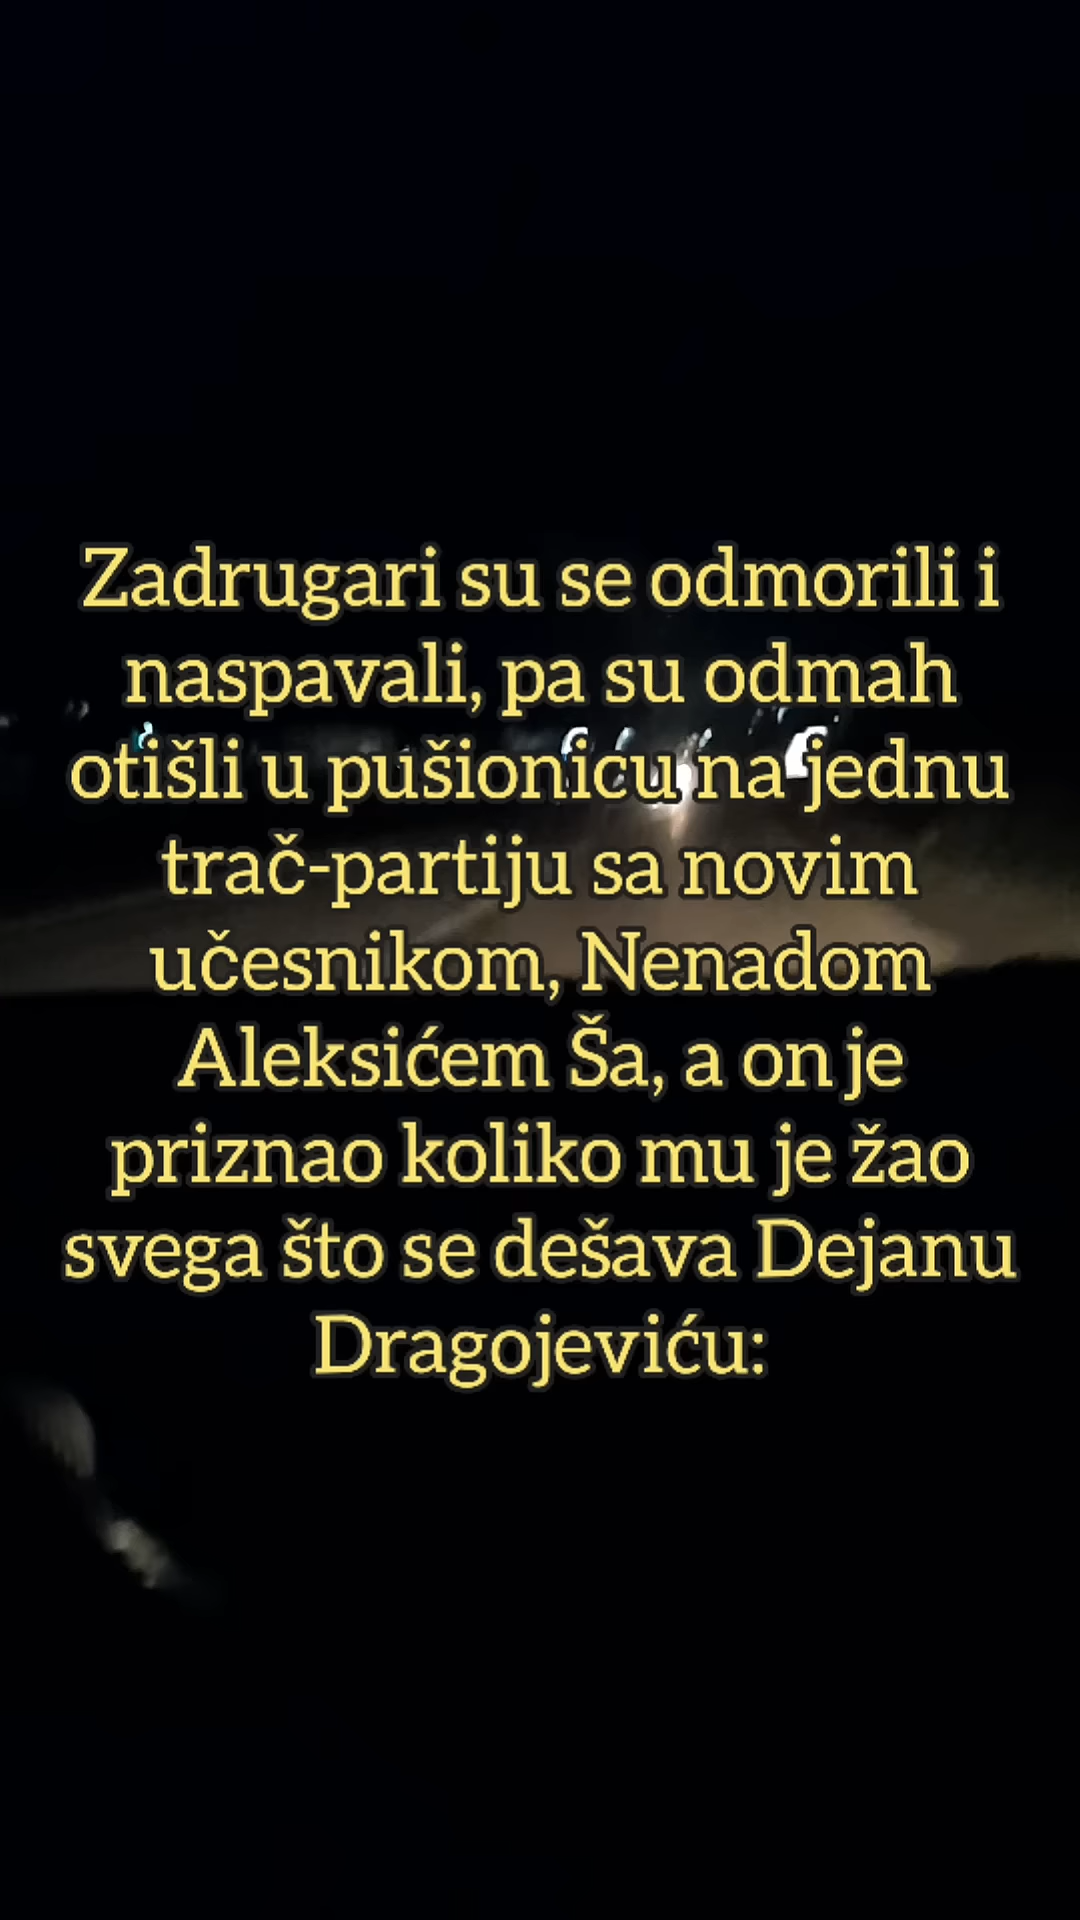 Zadrugari su se odmorili i
naspavali, pa su odmah
otišli u pušionicu na jednu
trač-partiju sa novim
učesnikom, Nenadom
Aleksićem Ša, a on je
priznao koliko mu je žao
svega što se dešava Dejanu
Dragojeviću: